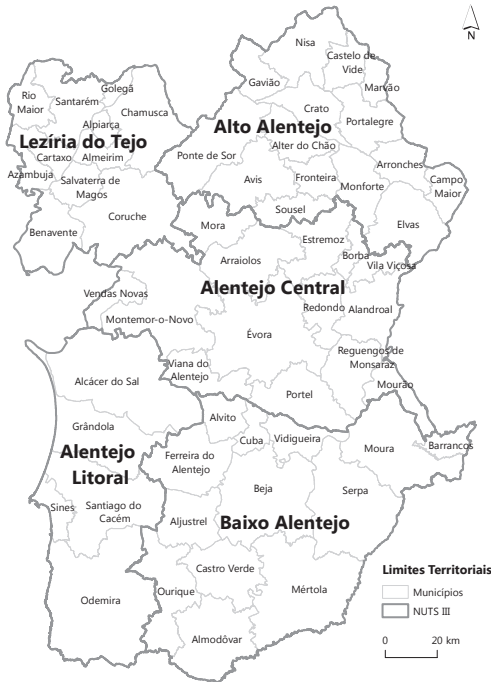 N
Nisa
Castelo de
Vide
Gavião
Marvão
Rio
Maior
Golegã
Santarém
Chamusca
Crato
Alpiarça
Alto Alentejo
Portalegre
Lezíria do Tejo
Alter do Chão
Cartaxo
Almeirim
Ponte de Sor
Arronches
Azambuja
Salvaterra de
Magos
Avis
Fronteira
Monforte
Campo
Maior
Coruche
Sousel
Benavente
Mora
Elvas
Estremoz
Arraiolos
Borba
Vila Viçosa
Alentejo Central
Vendas Novas
Redondo
Alandroal
Montemor-o-Novo
Évora
Reguengos de
Monsaraz
Viana do
Alentejo
Alcácer do Sal
Mourão
Portel
Alvito
Grândola
Cuba
Vidigueira
Moura
Barrancos
Alentejo
Litoral
Ferreira do
Alentejo
Beja
Serpa
Sines
Santiago do
Cacém
Aljustrel
Baixo Alentejo
Castro Verde
Odemira
Ourique
Mértola
Almodôvar
Limites Territoriais
Municípios
NUTS III
0 20 km